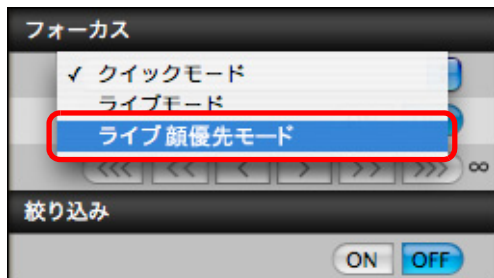 フォーカス
✓ クイックモード
ライブモード
ライブ顔優先モード
<<< << < > >> >>> ∞
絞り込み
ON OFF